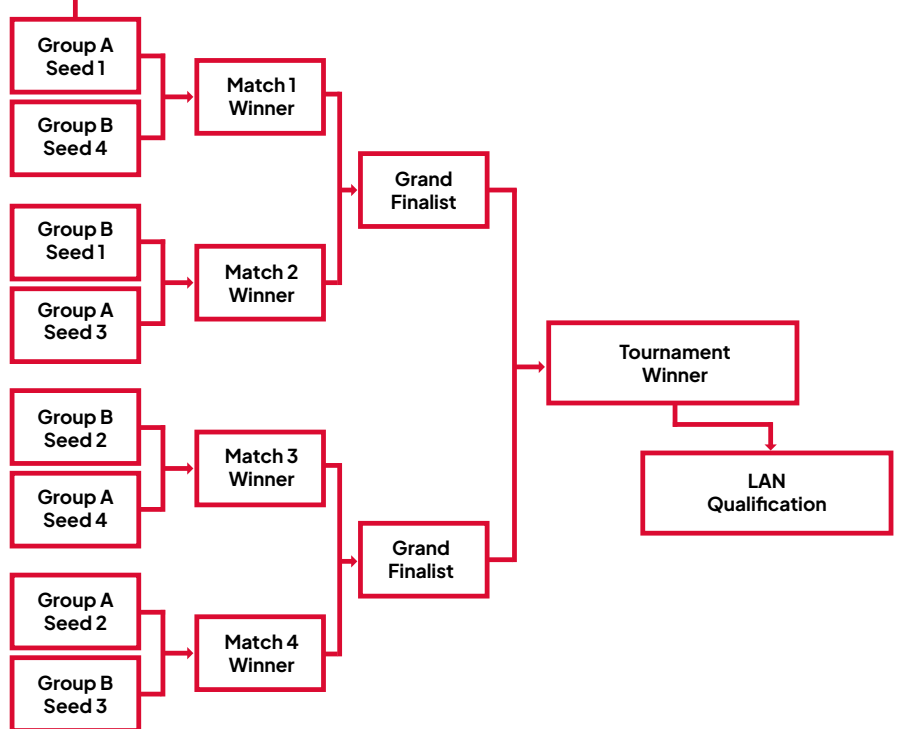 Group A
Seed 1
Group B
Seed 4
Match 1
Winner
Group B
Seed 1
Group A
Seed 3
Match 2
Winner
Grand
Finalist
Group B
Seed 2
Group A
Seed 4
Match 3
Winner
Group A
Seed 2
Group B
Seed 3
Match 4
Winner
Grand
Finalist
Tournament
Winner
LAN
Qualification